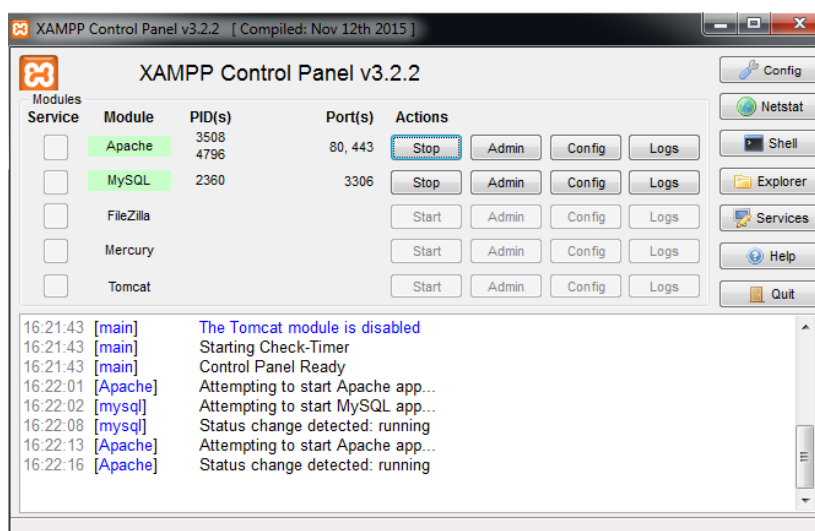 XAMPP Control Panel v3.2.2 [ Compiled: Nov 12th 2015 ]
XAMPP Control Panel v3.2.2
Config
Modules
Service Module PID(s) Port(s) Actions
Netstat
Apache 3508 4796 80, 443 Stop Admin Config Logs
Shell
MySQL 2360 3306 Stop Admin Config Logs
Explorer
FileZilla Start Admin Config Logs
Services
Mercury Start Admin Config Logs
Help
Tomcat Start Admin Config Logs
Quit
16:21:43 [main] The Tomcat module is disabled
16:21:43 [main] Starting Check-Timer
16:21:43 [main] Control Panel Ready
16:22:01 [Apache] Attempting to start Apache app...
16:22:02 [mysql] Attempting to start MySQL app...
16:22:08 [mysql] Status change detected: running
16:22:13 [Apache] Attempting to start Apache app...
16:22:16 [Apache] Status change detected: running